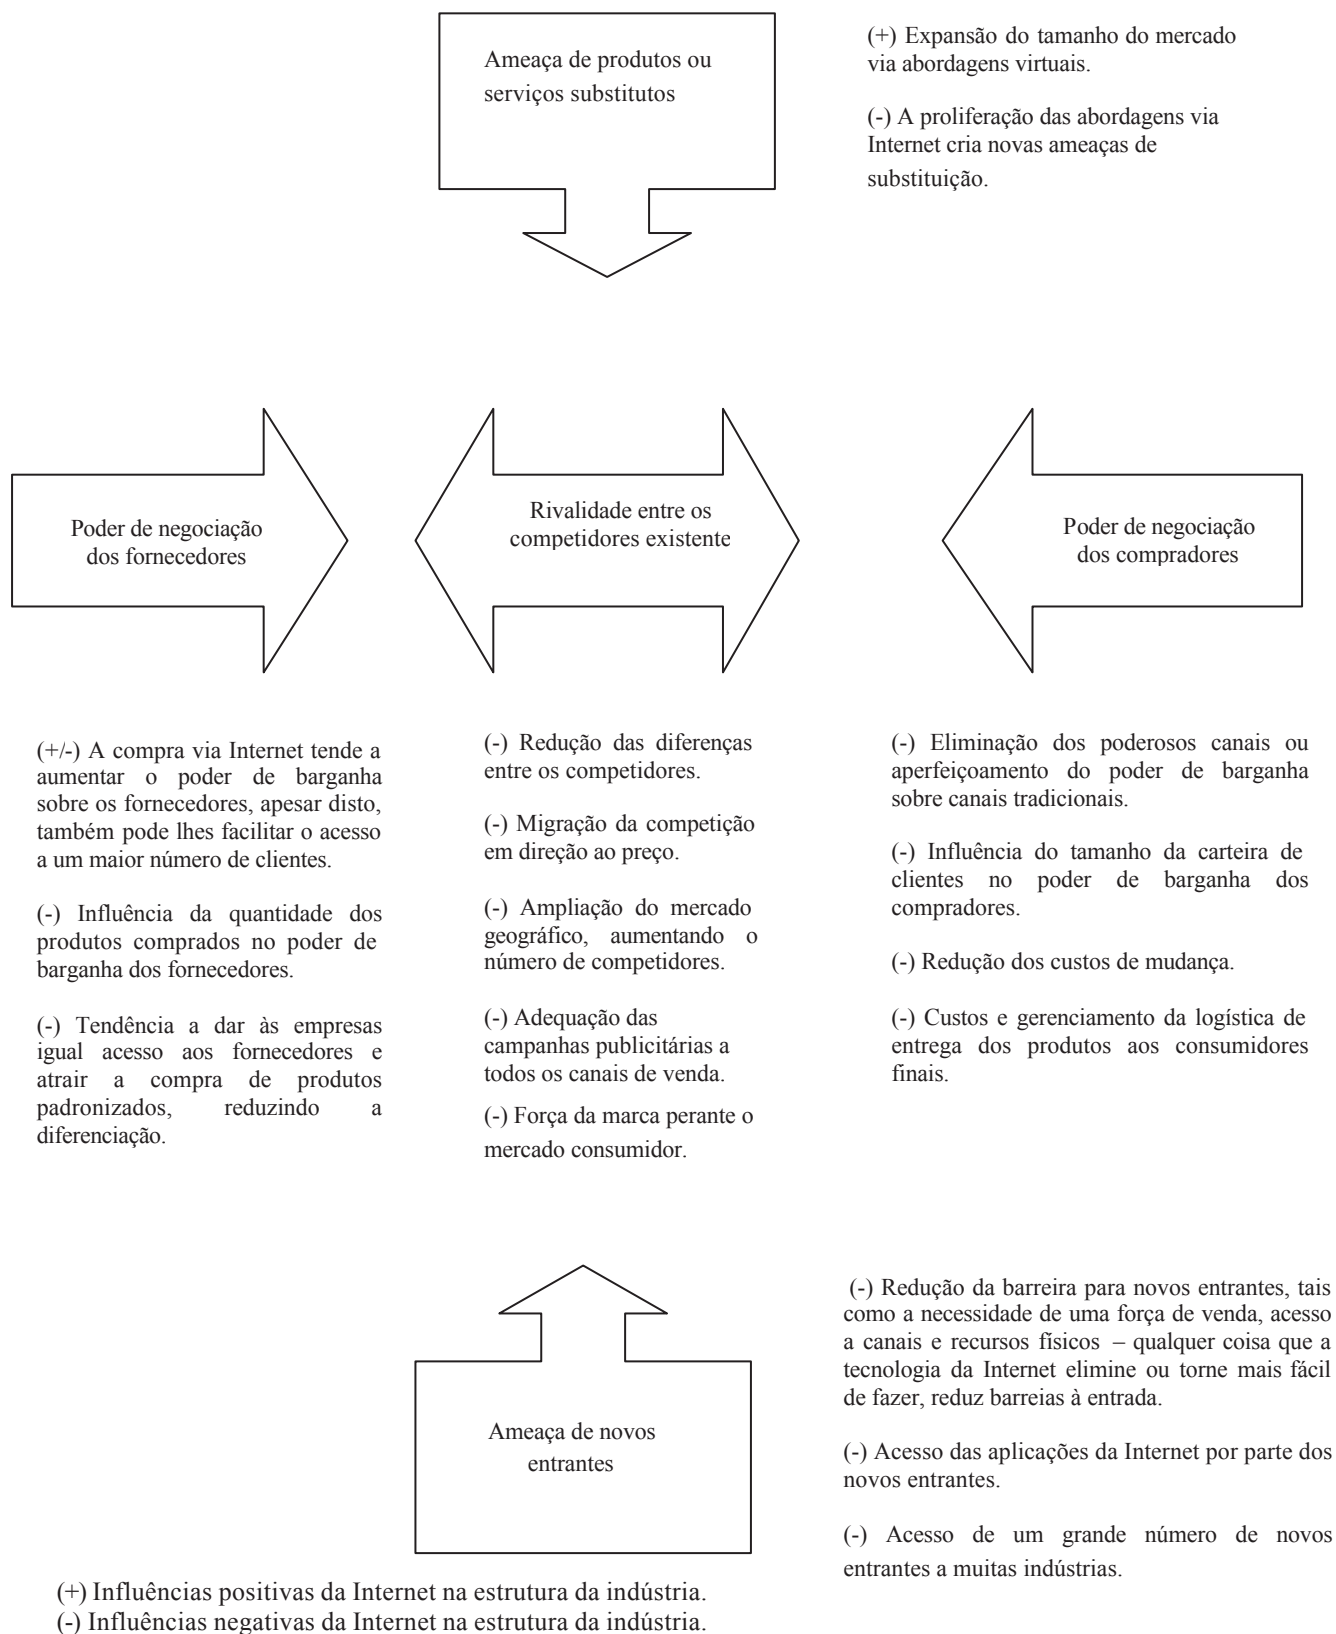 Ameaça de produtos ou
serviços substitutos
(+) Expansão do tamanho do mercado
via abordagens virtuais.
(-) A proliferação das abordagens via
Internet cria novas ameaças de
substituição.
Poder de negociação
dos fornecedores
Rivalidade entre os
competidores existente
Poder de negociação
dos compradores
(+/-) A compra via Internet tende a
aumentar o poder de barganha
sobre os fornecedores, apesar disto,
também pode lhes facilitar o acesso
a um maior número de clientes.
(-) Influência da quantidade dos
produtos comprados no poder de
barganha dos fornecedores.
(-) Tendência a dar às empresas
igual acesso aos fornecedores e
atrair a compra de produtos
padronizados, reduzindo a
diferenciação.
(-) Redução das diferenças
entre os competidores.
(-) Migração da competição
em direção ao preço.
(-) Ampliação do mercado
geográfico, aumentando o
número de competidores.
(-) Adequação das
campanhas publicitárias a
todos os canais de venda.
(-) Força da marca perante o
mercado consumidor.
(-) Eliminação dos poderosos canais ou
aperfeiçoamento do poder de barganha
sobre canais tradicionais.
(-) Influência do tamanho da carteira de
clientes no poder de barganha dos
compradores.
(-) Redução dos custos de mudança.
(-) Custos e gerenciamento da logística de
entrega dos produtos aos consumidores
finais.
Ameaça de novos
entrantes
(-) Redução da barreira para novos entrantes, tais
como a necessidade de uma força de venda, acesso
a canais e recursos físicos – qualquer coisa que a
tecnologia da Internet elimine ou torne mais fácil
de fazer, reduz barreias à entrada.
(-) Acesso das aplicações da Internet por parte dos
novos entrantes.
(-) Acesso de um grande número de novos
entrantes a muitas indústrias.
(+) Influências positivas da Internet na estrutura da indústria.
(-) Influências negativas da Internet na estrutura da indústria.